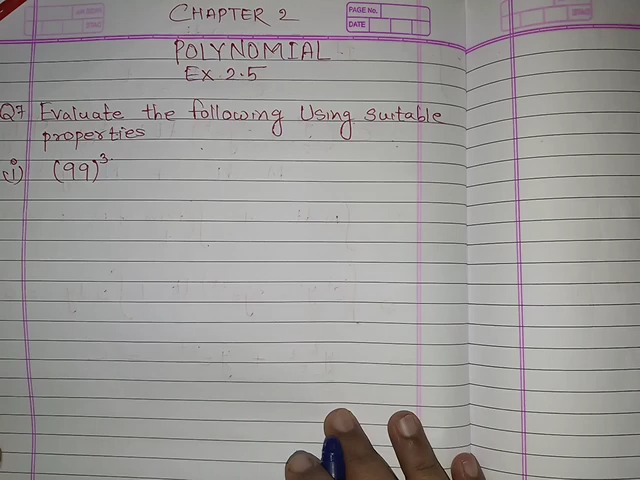 CHAPTER 2
PAGE No.
DATE
POLYNOMIAL
EX 2.5
Q7 Evaluate the following Using suitable
properties
i) (99)³